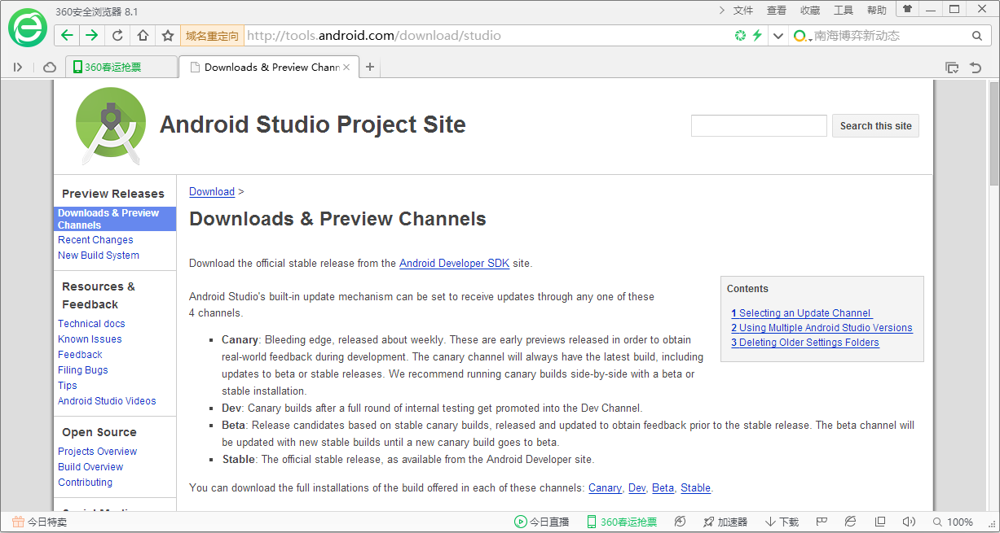 360安全浏览器 8.1
文件 查看 收藏 工具 帮助
域名重定向 http://tools.android.com/download/studio 南海博弈新动态
360春运抢票 Downloads & Preview Chann
Android Studio Project Site
Search this site
Preview Releases
Downloads & Preview
Channels
Recent Changes
New Build System
Resources &
Feedback
Technical docs
Known Issues
Feedback
Filing Bugs
Tips
Android Studio Videos
Open Source
Projects Overview
Build Overview
Contributing
Download >
Downloads & Preview Channels
Download the official stable release from the Android Developer SDK site.
Android Studio's built-in update mechanism can be set to receive updates through any one of these
4 channels.
Contents
1 Selecting an Update Channel
2 Using Multiple Android Studio Versions
3 Deleting Older Settings Folders
Canary: Bleeding edge, released about weekly. These are early previews released in order to obtain
real-world feedback during development. The canary channel will always have the latest build, including
updates to beta or stable releases. We recommend running canary builds side-by-side with a beta or
stable installation.
Dev: Canary builds after a full round of internal testing get promoted into the Dev Channel.
Beta: Release candidates based on stable canary builds, released and updated to obtain feedback prior to the stable release. The beta channel will
be updated with new stable builds until a new canary build goes to beta.
Stable: The official stable release, as available from the Android Developer site.
You can download the full installations of the build offered in each of these channels: Canary, Dev, Beta, Stable.
今日特卖 今日直播 360春运抢票 加速器 下载 100%